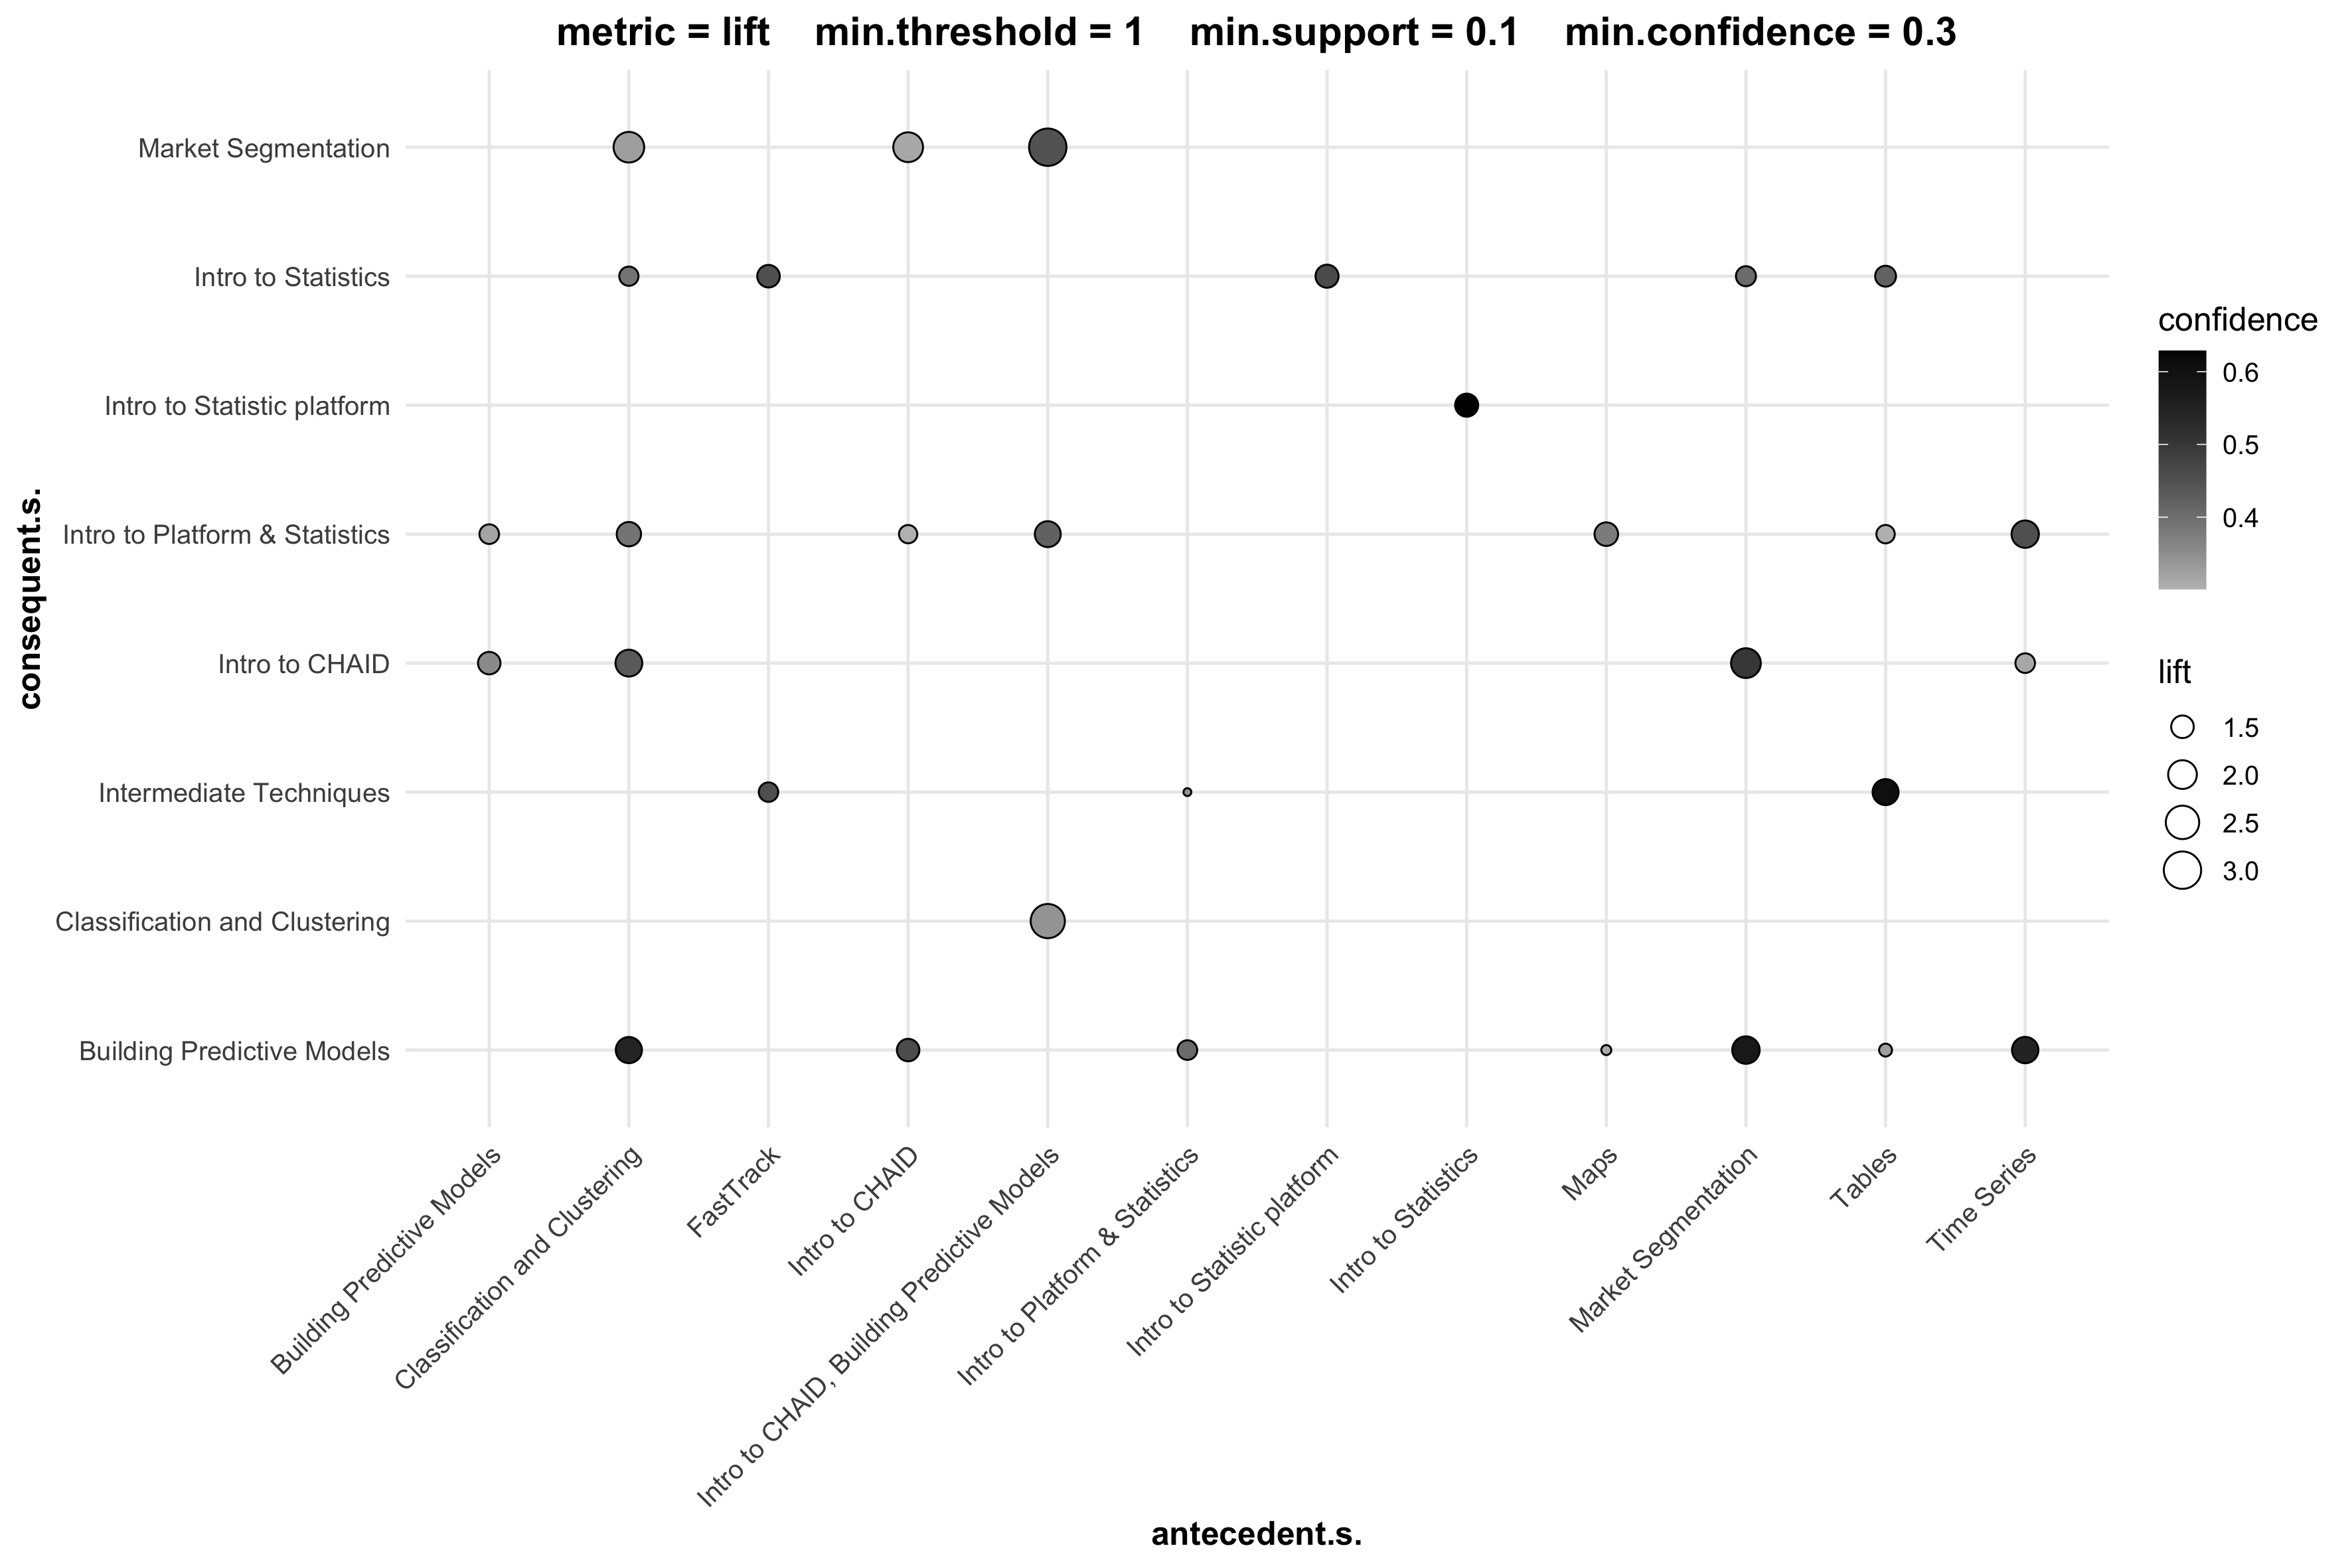 metric = lift    min.threshold = 1    min.support = 0.1    min.confidence = 0.3
consequent.s.
Market Segmentation
Intro to Statistics
Intro to Statistic platform
Intro to Platform & Statistics
Intro to CHAID
Intermediate Techniques
Classification and Clustering
Building Predictive Models
Building Predictive Models
Classification and Clustering
FastTrack
Intro to CHAID
Intro to CHAID, Building Predictive Models
Intro to Platform & Statistics
Intro to Statistic platform
Intro to Statistics
Maps
Market Segmentation
Tables
Time Series
antecedent.s.
confidence
0.6
0.5
0.4
lift
1.5
2.0
2.5
3.0